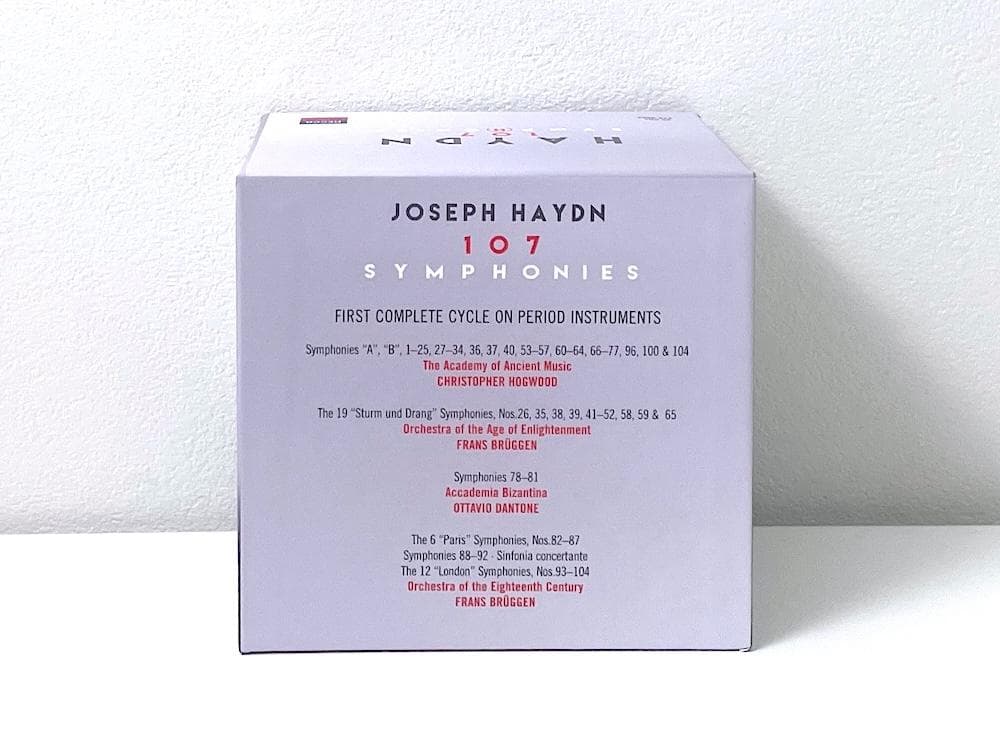 DECCA
HAYDN
107
JOSEPH HAYDN
107
SYMPHONIES
FIRST COMPLETE CYCLE ON PERIOD INSTRUMENTS
Symphonies “A”, “B”, 1–25, 27–34, 36, 37, 40, 53–57, 60–64, 66–77, 96, 100 & 104
The Academy of Ancient Music
CHRISTOPHER HOGWOOD
The 19 “Sturm und Drang” Symphonies, Nos.26, 35, 38, 39, 41–52, 58, 59 & 65
Orchestra of the Age of Enlightenment
FRANS BRÜGGEN
Symphonies 78–81
Accademia Bizantina
OTTAVIO DANTONE
The 6 “Paris” Symphonies, Nos.82–87
Symphonies 88–92 · Sinfonia concertante
The 12 “London” Symphonies, Nos.93–104
Orchestra of the Eighteenth Century
FRANS BRÜGGEN